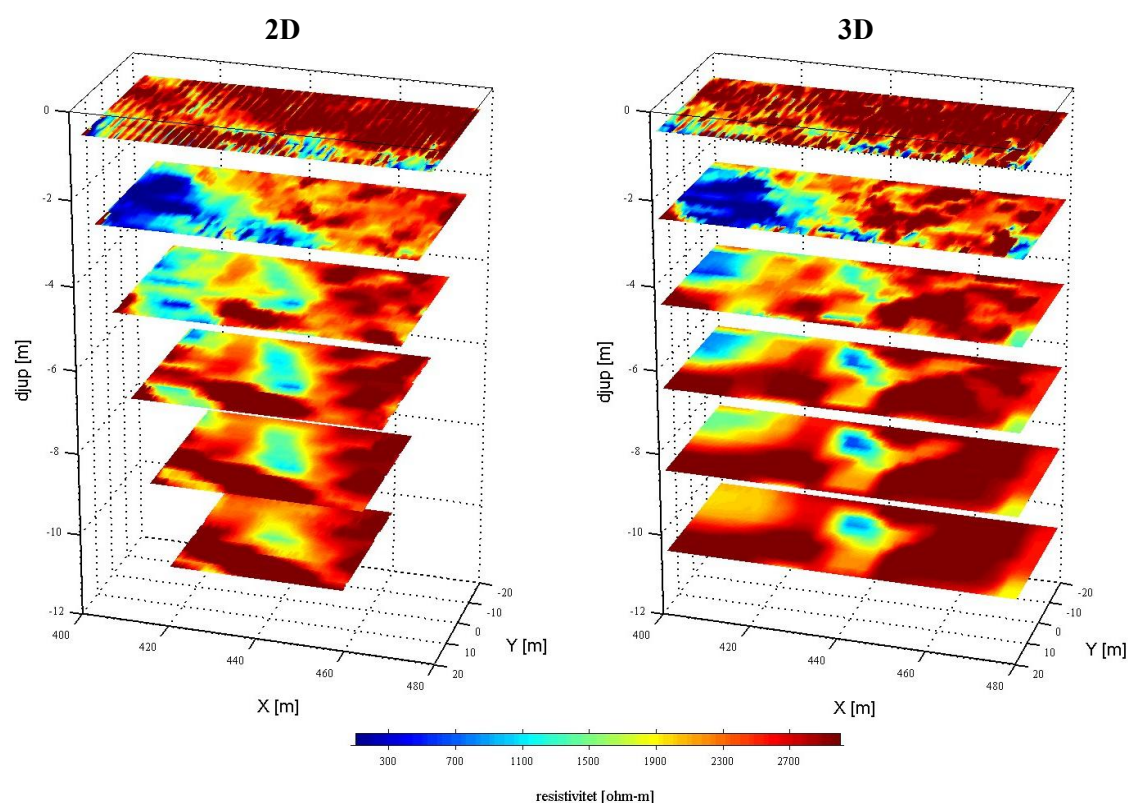 2D 3D
0 0
-2 -2
-4 -4
djup [m] djup [m]
-6 -6
-8 -8
-10 -10
-12 -12
-20 -20
-10 -10
0 0
10 10
20 20
Y [m] Y [m]
400 420 440 460 480 400 420 440 460 480
X [m] X [m]
300 700 1100 1500 1900 2300 2700
resistivitet [ohm-m]